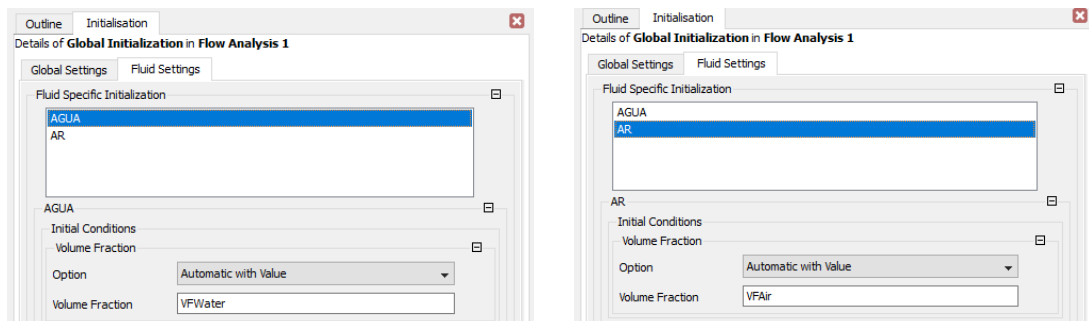 Outline Initialisation
Details of Global Initialization in Flow Analysis 1
Global Settings Fluid Settings
Fluid Specific Initialization
AGUA
AR
AGUA
Initial Conditions
Volume Fraction
Option Automatic with Value
Volume Fraction VFWater
Outline Initialisation
Details of Global Initialization in Flow Analysis 1
Global Settings Fluid Settings
Fluid Specific Initialization
AGUA
AR
AR
Initial Conditions
Volume Fraction
Option Automatic with Value
Volume Fraction VFAir